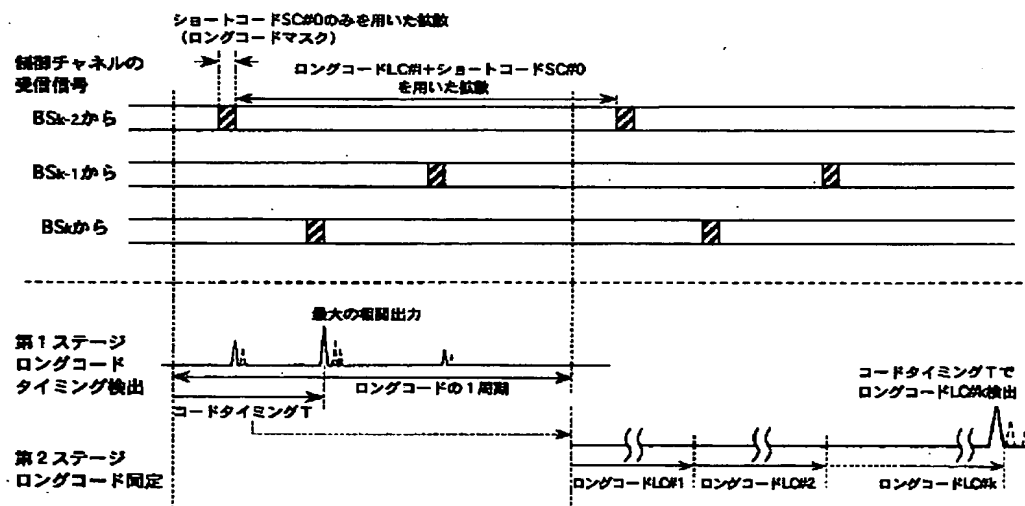 ショートコードSC#0のみを用いた拡散
(ロングコードマスク)
制御チャネルの
受信信号
ロングコードLC#i+ショートコードSC#0
を用いた拡散
BSk-2から
BSk-1から
BSkから
最大の相関出力
第1ステージ
ロングコード
タイミング検出
ロングコードの1周期
コードタイミングT
コードタイミングTで
ロングコードLC#k検出
第2ステージ
ロングコード同定
ロングコードLC#1
ロングコードLC#2
ロングコードLC#k